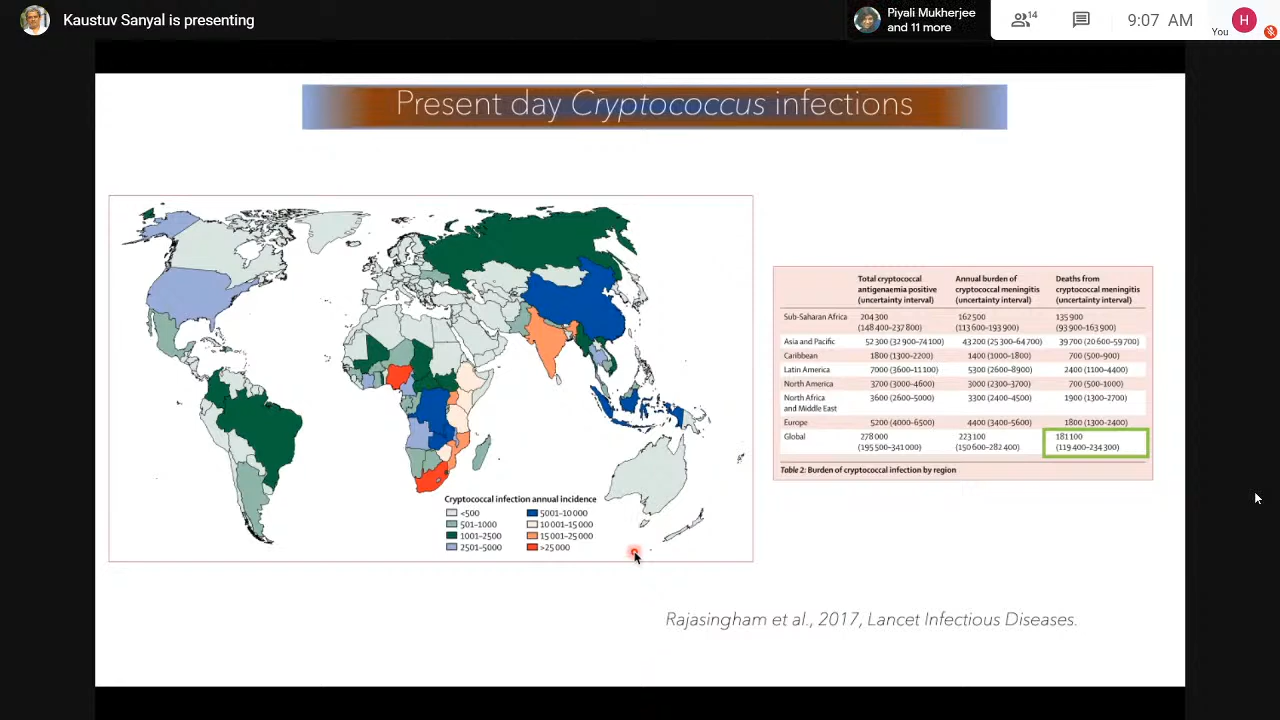 Kaustuv Sanyal is presenting
Piyali Mukherjee
and 11 more
14
9:07 AM
You
H
Present day Cryptococcus infections
Cryptococcal infection annual incidence
<500
501–1000
1001–2500
2501–5000
5001–10 000
10 001–15 000
15 001–25 000
>25 000
Total cryptococcal antigenaemia positive (uncertainty interval)
Annual burden of cryptococcal meningitis (uncertainty interval)
Deaths from cryptococcal meningitis (uncertainty interval)
Sub-Saharan Africa 204 300 (148 400–237 800) 162 500 (113 600–193 900) 135 900 (93 900–163 900)
Asia and Pacific 52 300 (32 900–74 100) 43 200 (25 300–64 700) 39 700 (20 600–59 700)
Caribbean 1800 (1300–2200) 1400 (1000–1800) 700 (500–900)
Latin America 7000 (3600–11 100) 5300 (2600–8900) 2400 (1100–4400)
North America 3700 (3000–4600) 3000 (2300–3700) 700 (500–1000)
North Africa and Middle East 3600 (2600–5000) 3300 (2400–4500) 1900 (1300–2700)
Europe 5200 (4000–6500) 4400 (3400–5600) 1800 (1300–2400)
Global 278 000 (195 500–341 000) 223 100 (150 600–282 400) 181 100 (119 400–234 300)
Table 2: Burden of cryptococcal infection by region
Rajasingham et al., 2017, Lancet Infectious Diseases.